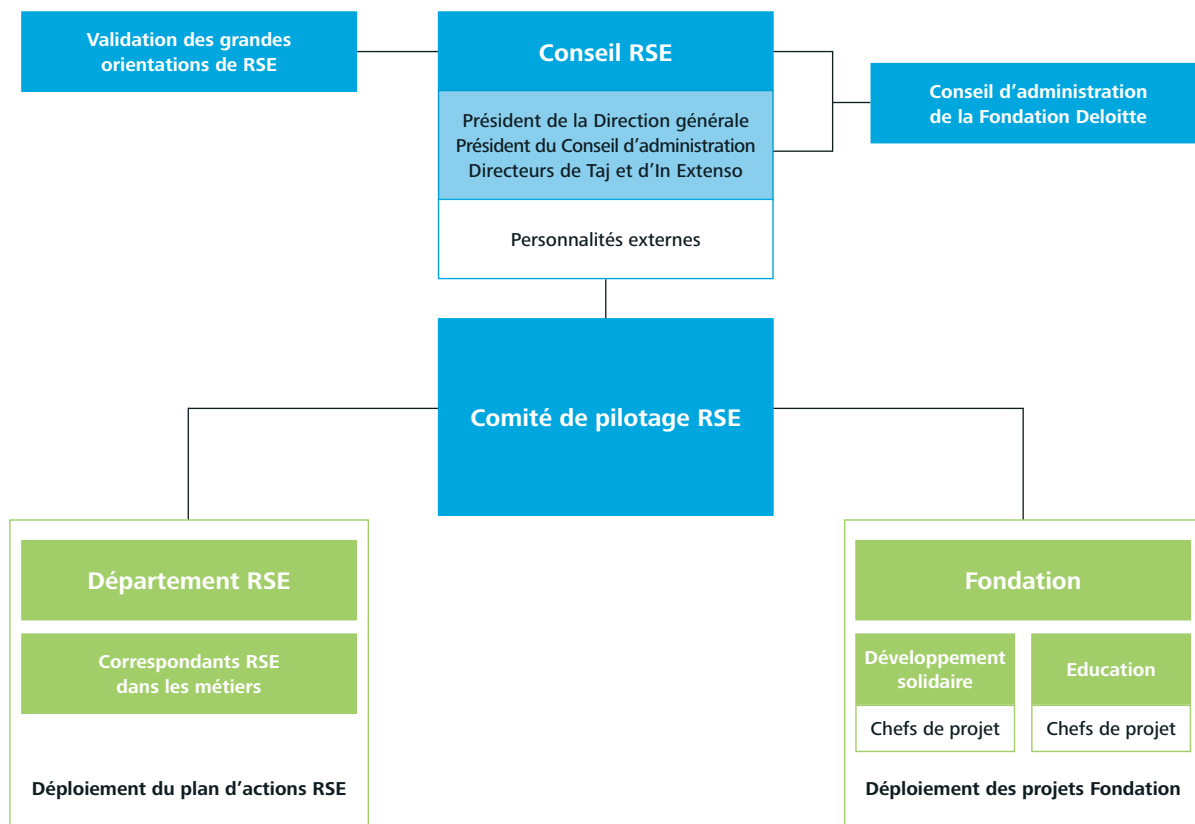 Validation des grandes
orientations de RSE
Conseil RSE
Président de la Direction générale
Président du Conseil d'administration
Directeurs de Taj et d'In Extenso
Personnalités externes
Conseil d'administration
de la Fondation Deloitte
Comité de pilotage RSE
Département RSE
Correspondants RSE
dans les métiers
Déploiement du plan d'actions RSE
Fondation
Développement
solidaire
Chefs de projet
Education
Chefs de projet
Déploiement des projets Fondation